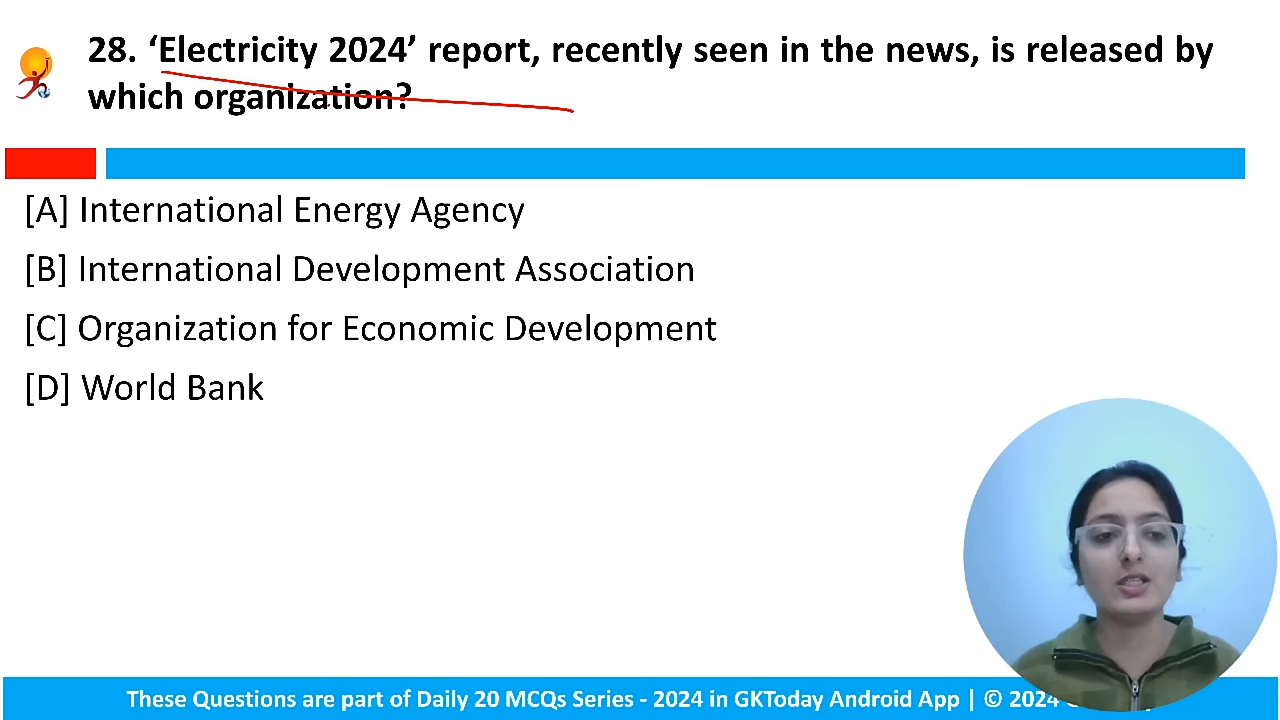 28. ‘Electricity 2024’ report, recently seen in the news, is released by
which organization?
[A] International Energy Agency
[B] International Development Association
[C] Organization for Economic Development
[D] World Bank
These Questions are part of Daily 20 MCQs Series - 2024 in GKToday Android App | © 2024